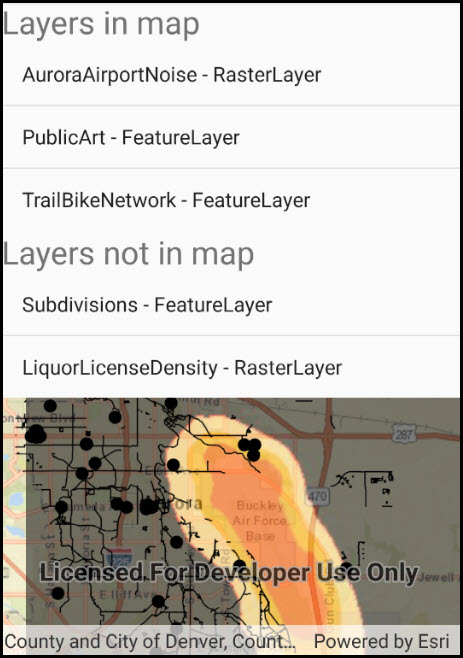 Layers in map
AuroraAirportNoise - RasterLayer
PublicArt - FeatureLayer
TrailBikeNetwork - FeatureLayer
Layers not in map
Subdivisions - FeatureLayer
LiquorLicenseDensity - RasterLayer
287
470
Buckley
Air Force
Base
Licensed For Developer Use Only
Jewell
County and City of Denver, Count... Powered by Esri